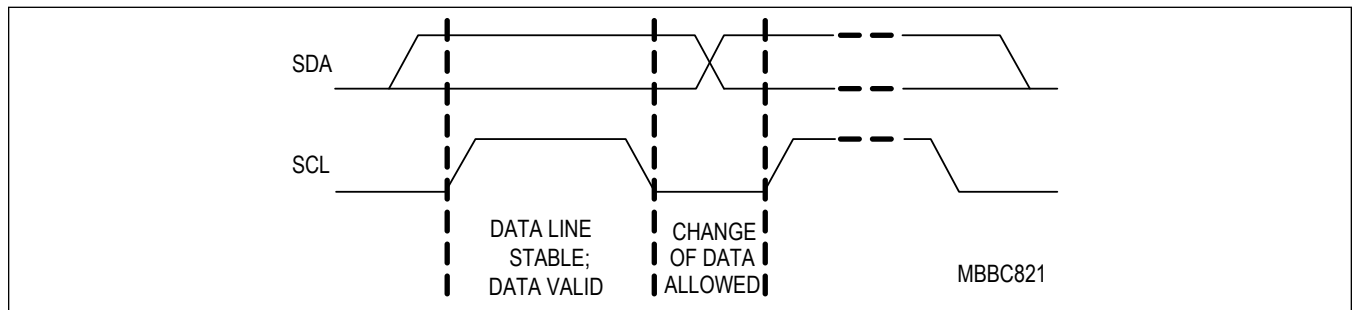 SDA
SCL
DATA LINE
STABLE;
DATA VALID
CHANGE
OF DATA
ALLOWED
MBBC821